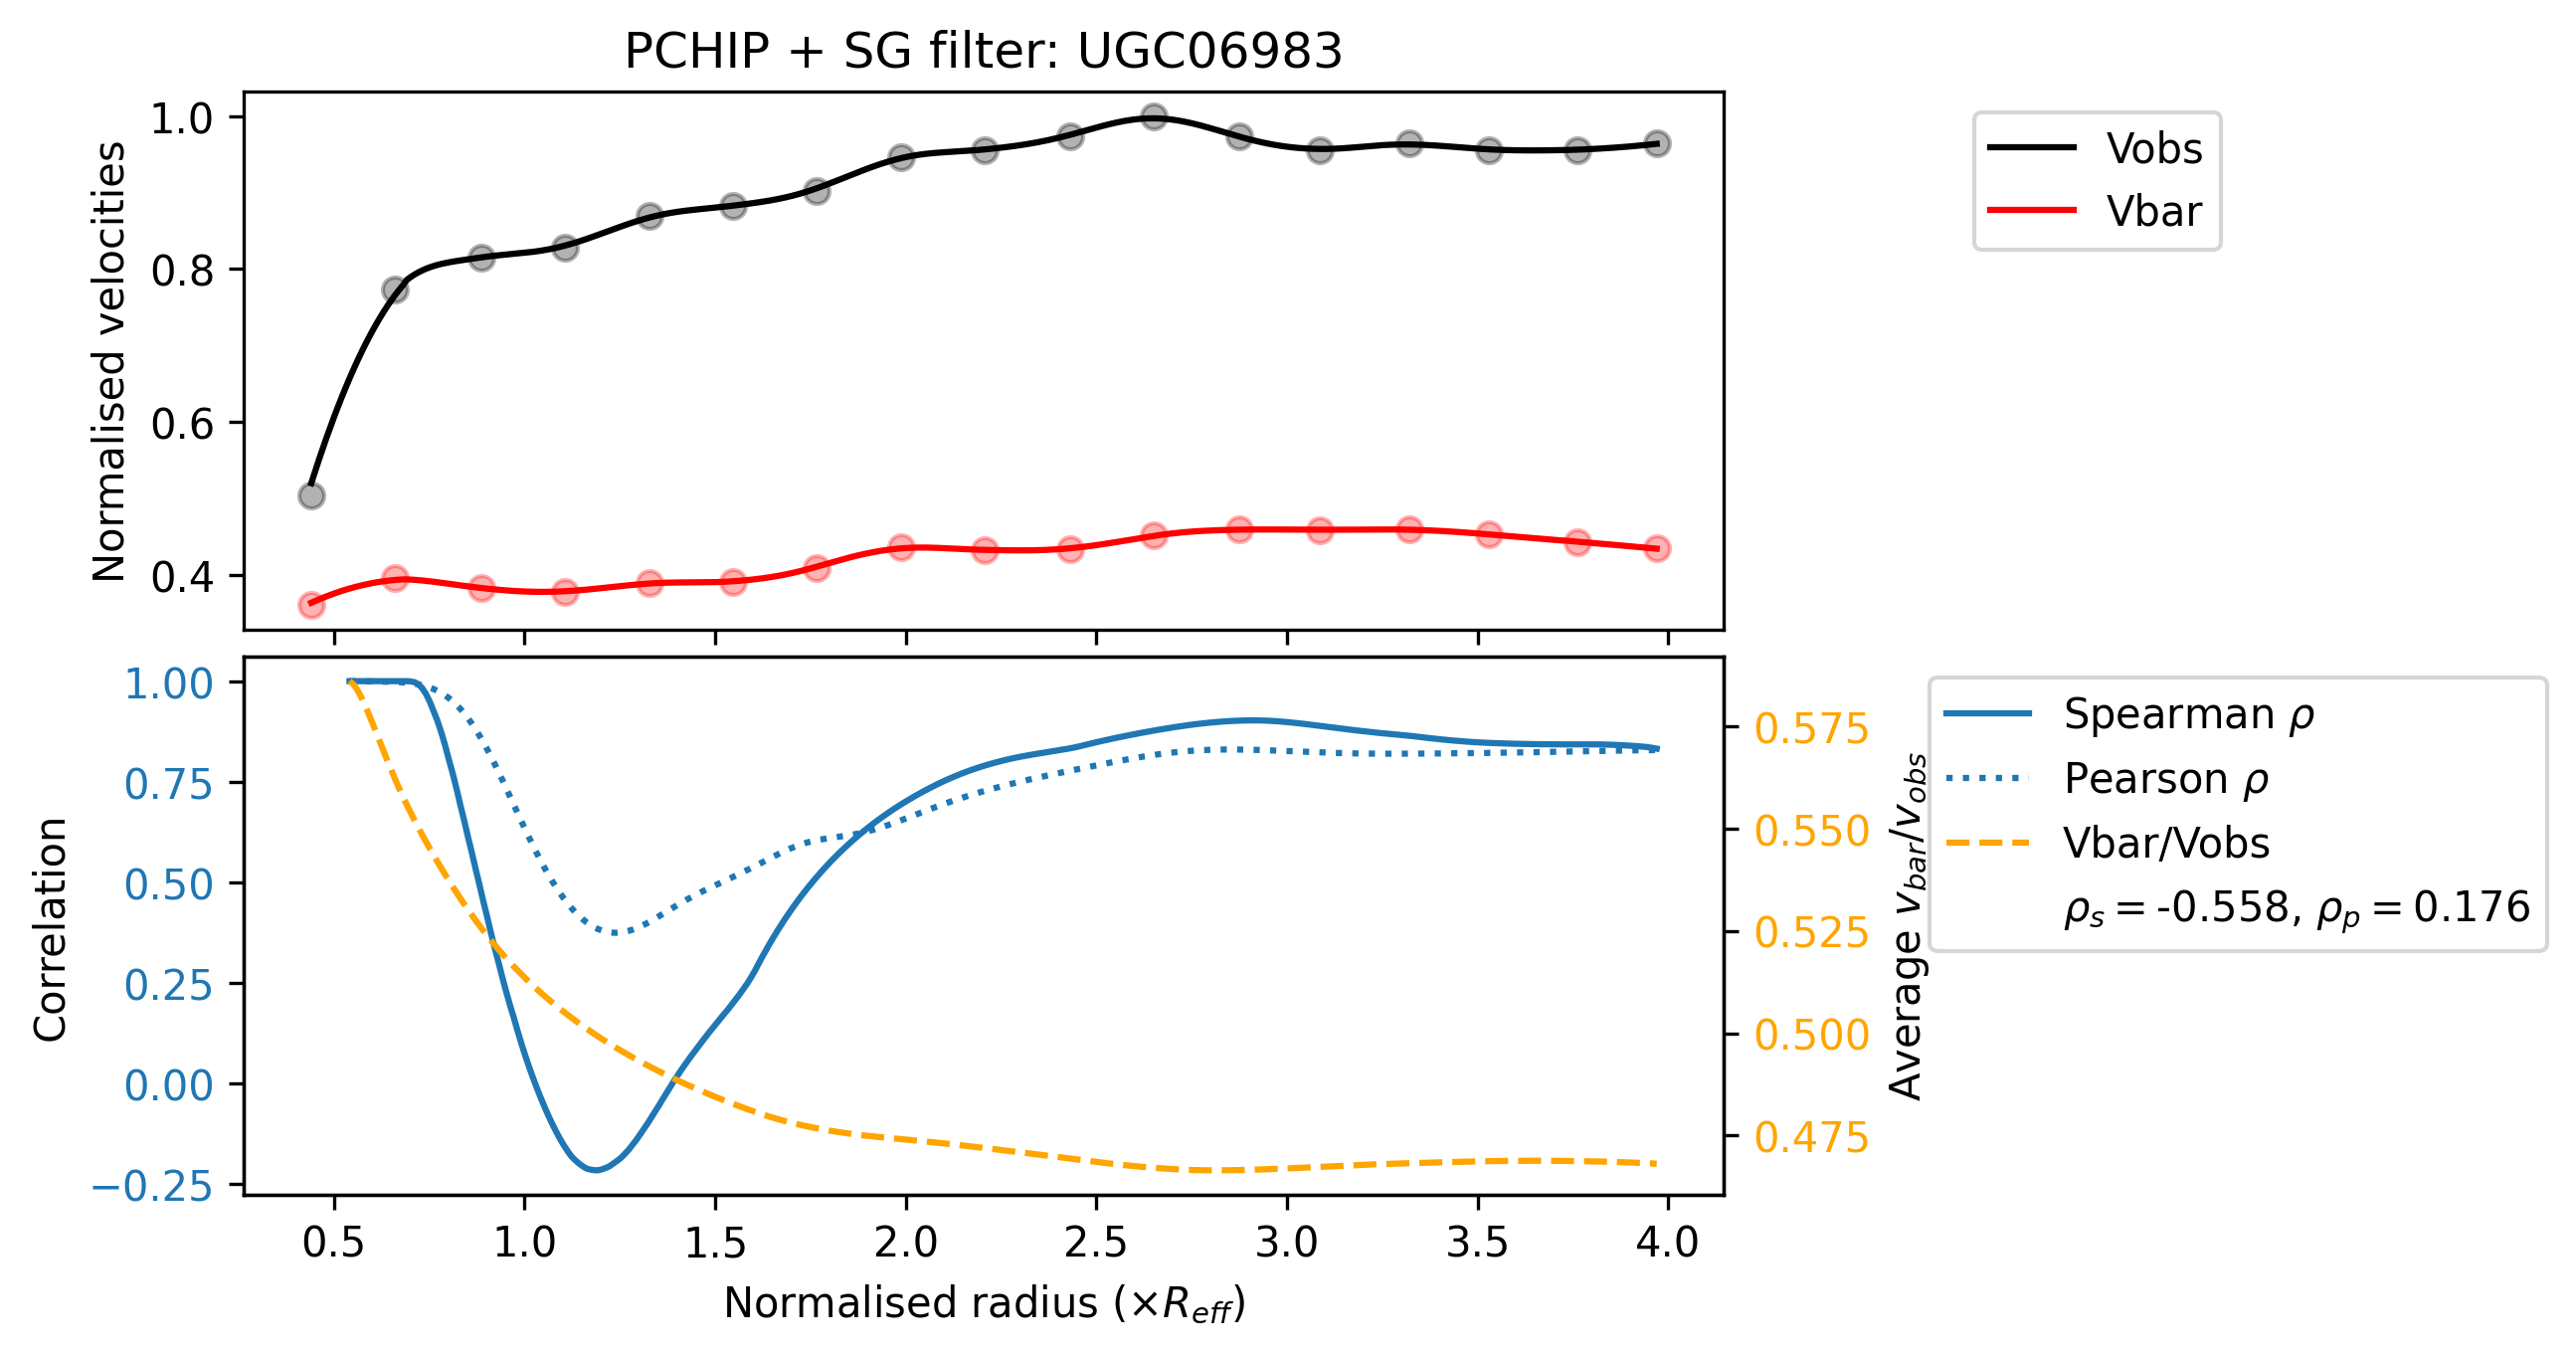 PCHIP + SG filter: UGC06983
Normalised velocities
1.0
0.8
0.6
0.4
Vobs
Vbar
Correlation
1.00
0.75
0.50
0.25
0.00
−0.25
0.575
0.550
0.525
0.500
0.475
Average v_bar/v_obs
Spearman ρ
Pearson ρ
Vbar/Vobs
ρ_s = -0.558, ρ_p = 0.176
0.5 1.0 1.5 2.0 2.5 3.0 3.5 4.0
Normalised radius (×R_eff)